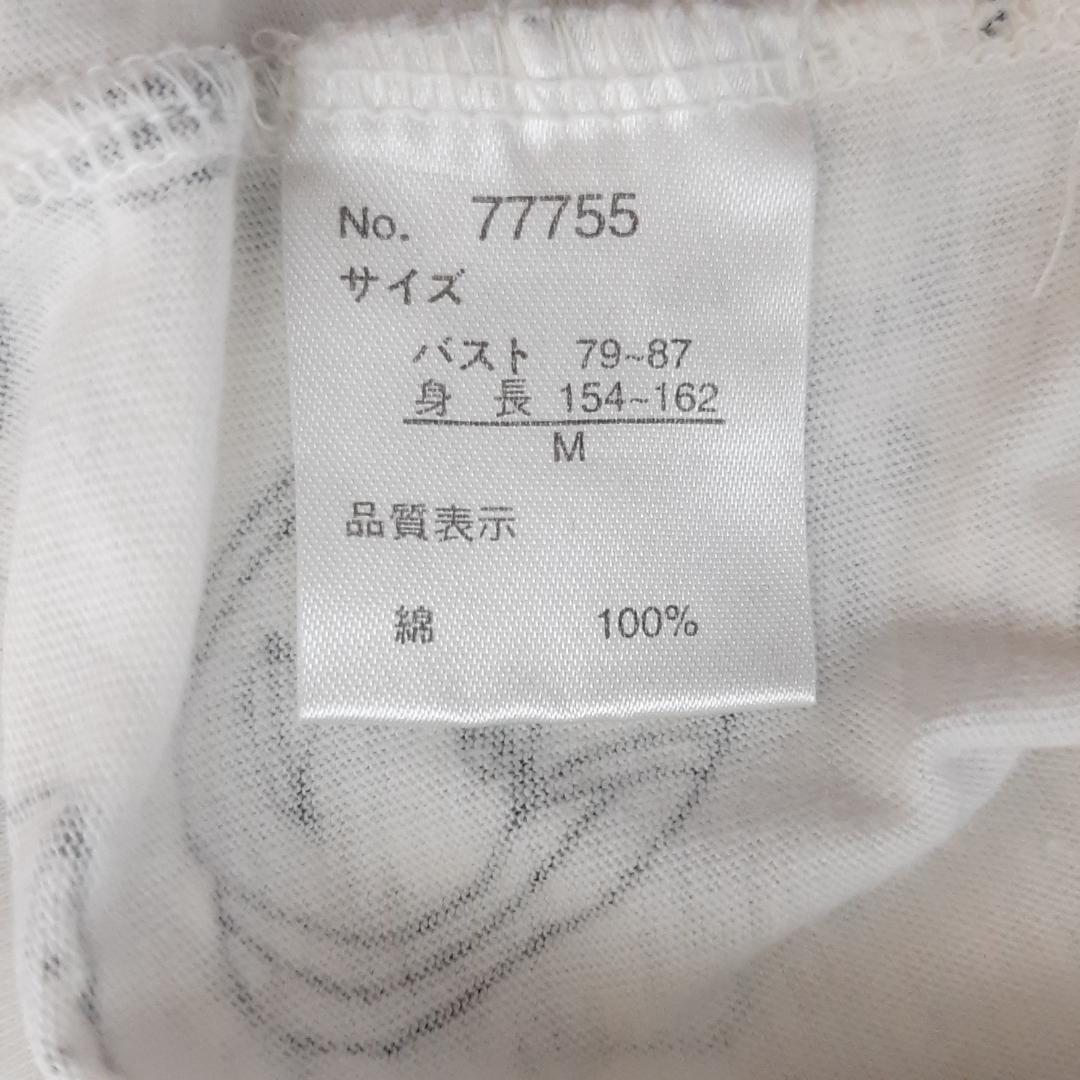 No. 77755
サイズ
バスト 79~87
身 長 154~162
M
品質表示
綿 100%